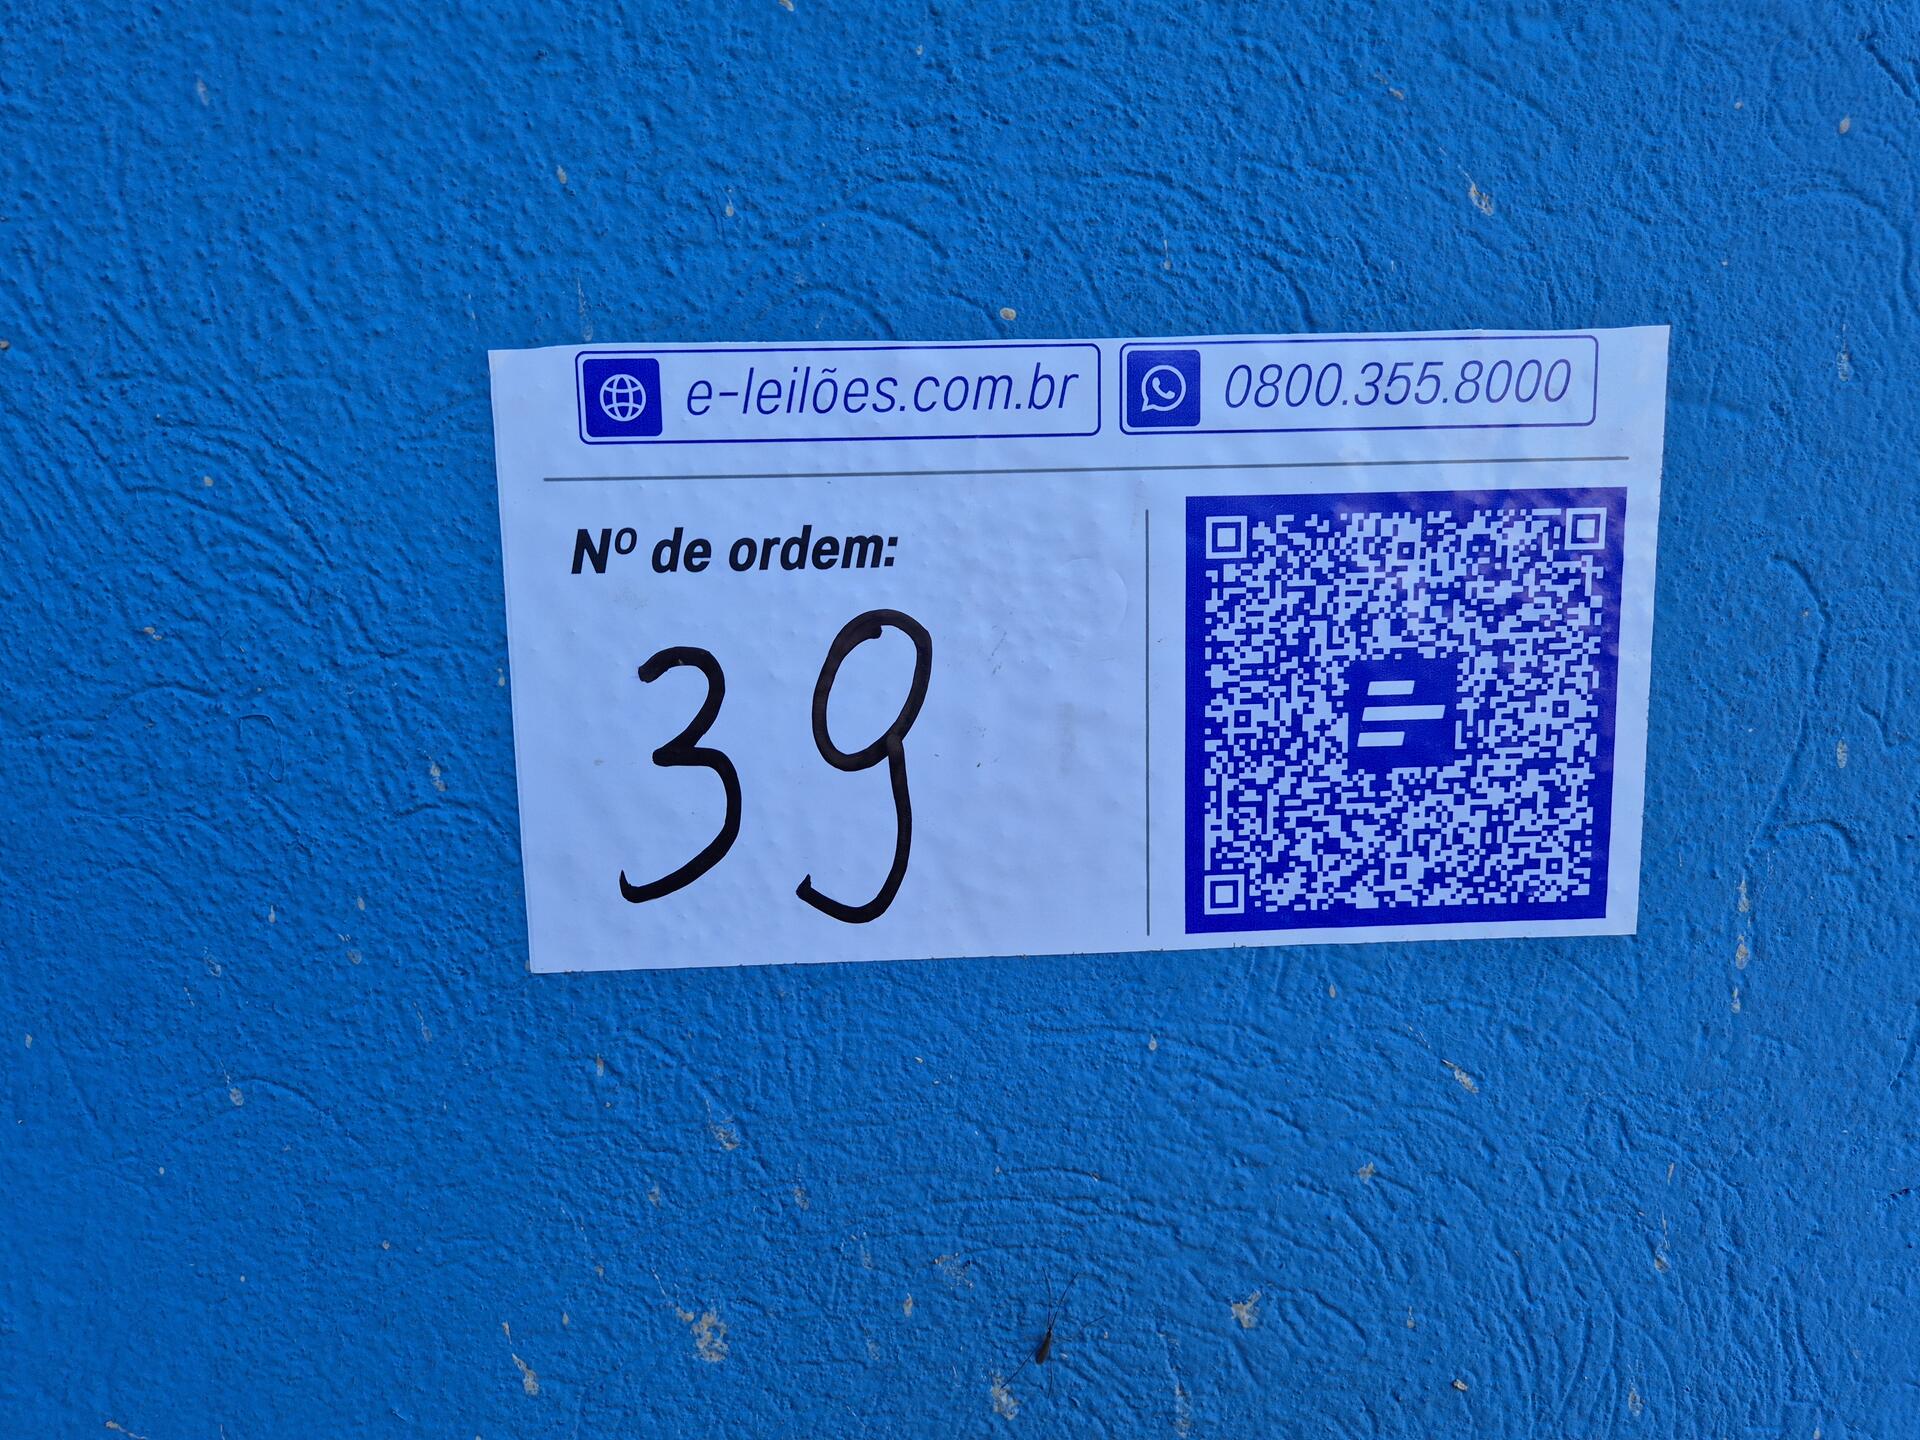 e-leilões.com.br 0800.355.8000
Nº de ordem:
39